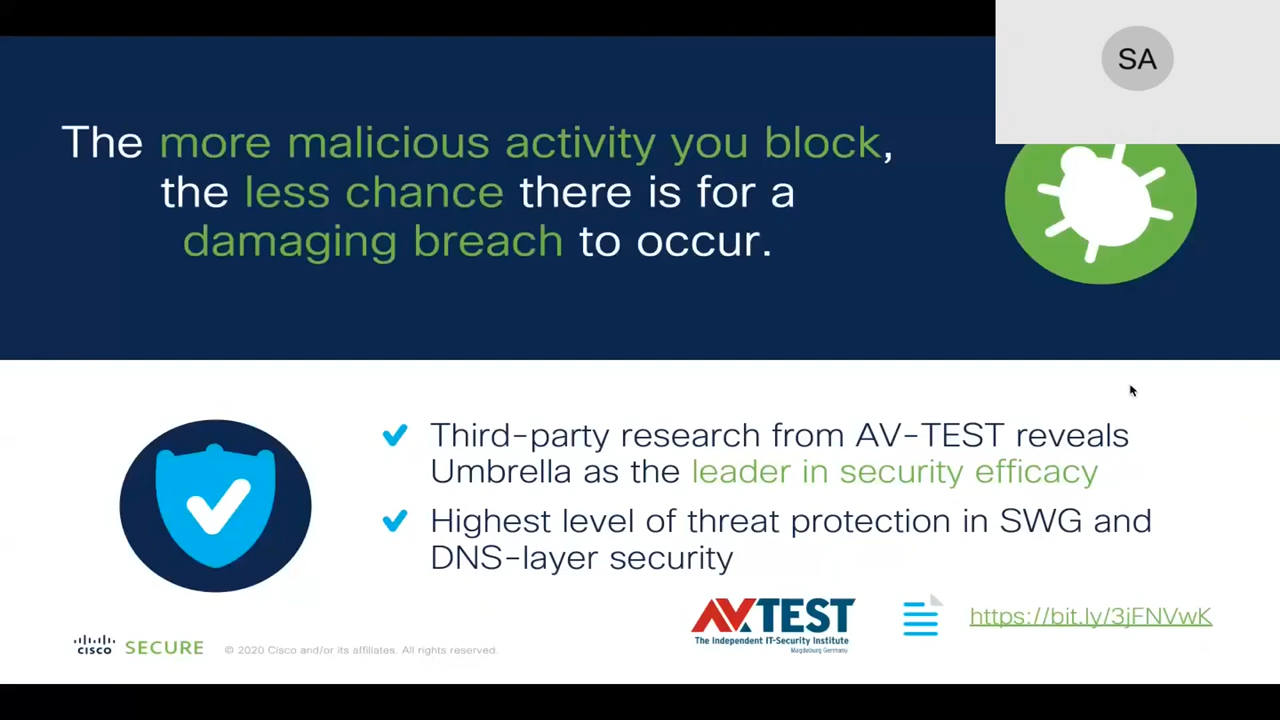 SA
The more malicious activity you block,
the less chance there is for a
damaging breach to occur.
Third-party research from AV-TEST reveals
Umbrella as the leader in security efficacy
Highest level of threat protection in SWG and
DNS-layer security
AV TEST
The Independent IT-Security Institute
Magdeburg Germany
https://bit.ly/3jFNVwK
cisco SECURE © 2020 Cisco and/or its affiliates. All rights reserved.